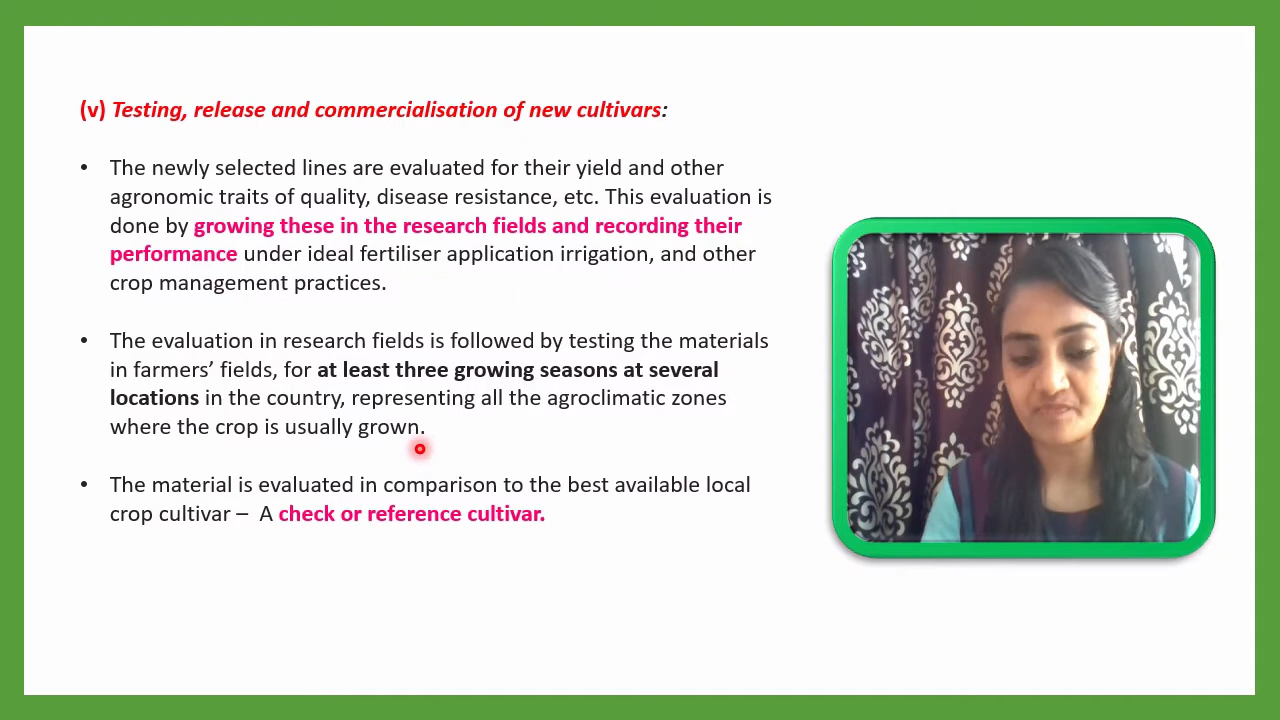 (v) Testing, release and commercialisation of new cultivars:
• The newly selected lines are evaluated for their yield and other
agronomic traits of quality, disease resistance, etc. This evaluation is
done by growing these in the research fields and recording their
performance under ideal fertiliser application irrigation, and other
crop management practices.
• The evaluation in research fields is followed by testing the materials
in farmers’ fields, for at least three growing seasons at several
locations in the country, representing all the agroclimatic zones
where the crop is usually grown.
• The material is evaluated in comparison to the best available local
crop cultivar – A check or reference cultivar.